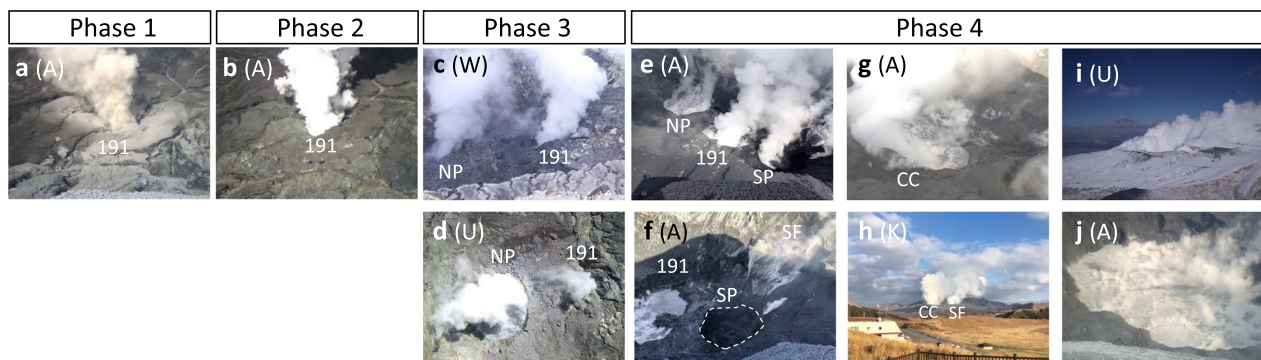 Phase 1
Phase 2
Phase 3
Phase 4
a (A)
191
b (A)
191
c (W)
NP
191
e (A)
NP
191
SP
g (A)
CC
i (U)
d (U)
NP
191
f (A)
SF
191
SP
h (K)
CC
SF
j (A)